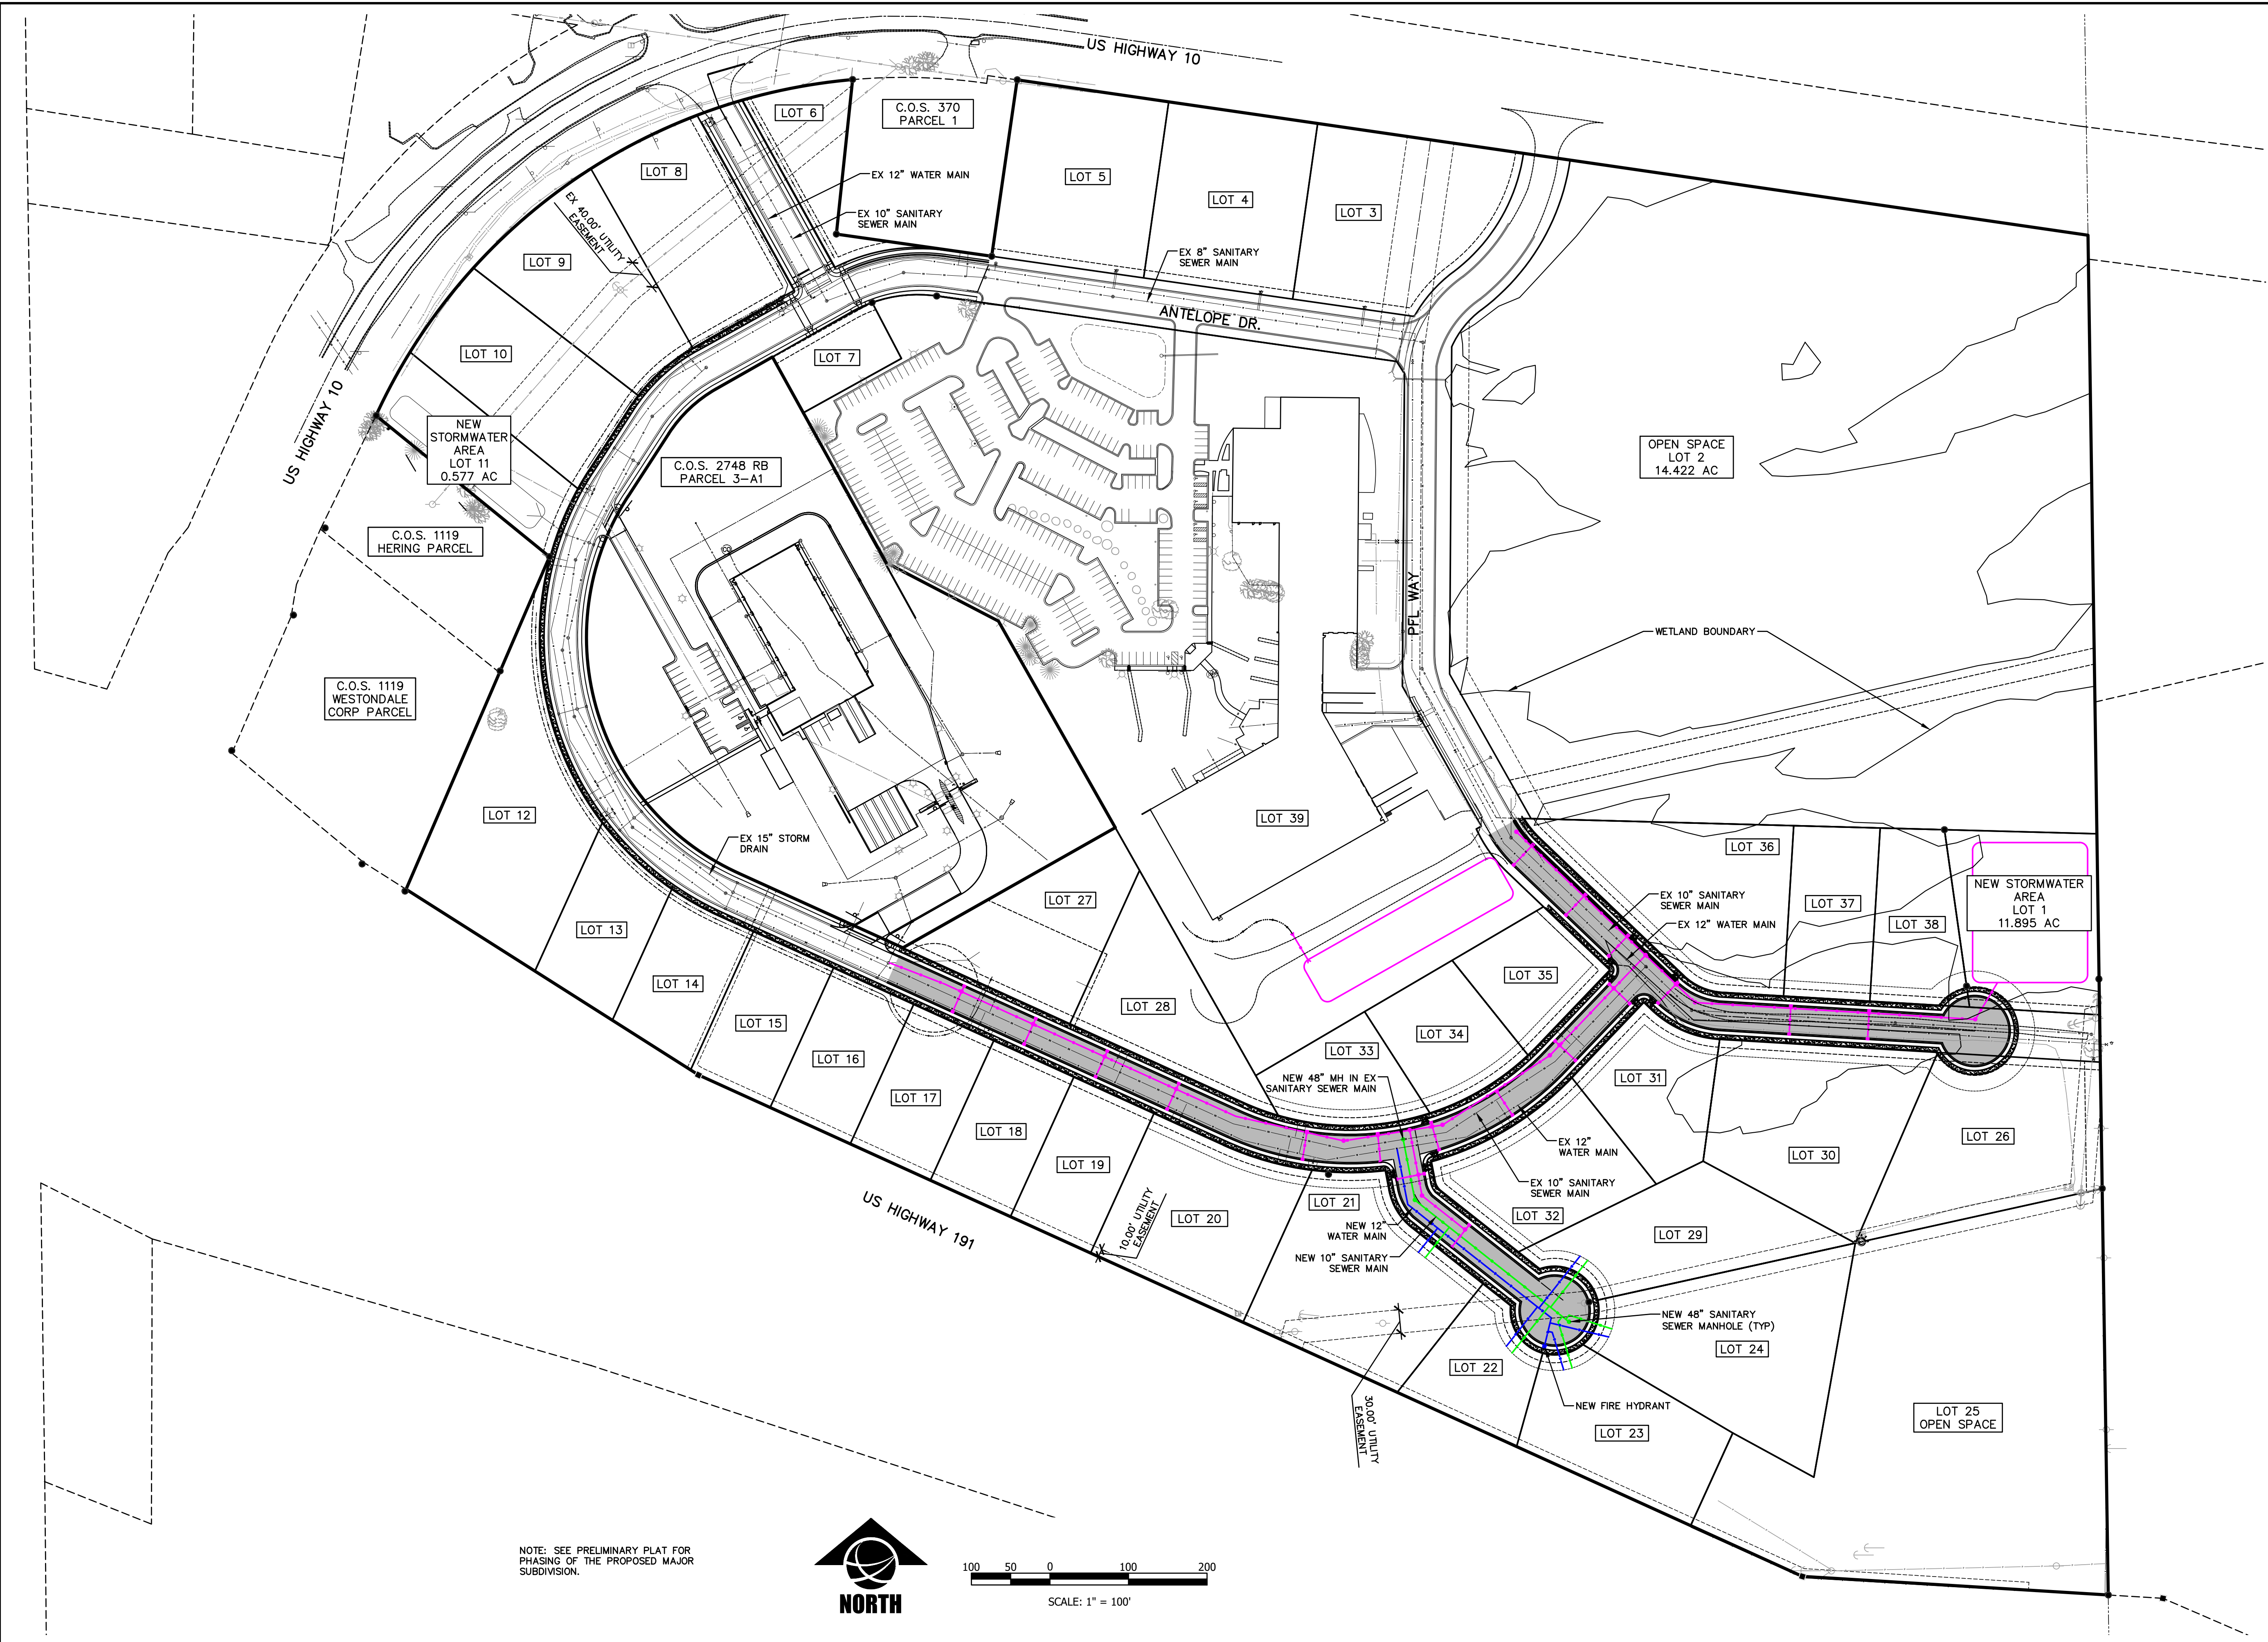 US HIGHWAY 10
LOT 6
C.O.S. 370
PARCEL 1
LOT 8
EX 12" WATER MAIN
LOT 5
LOT 4
LOT 3
EX 10" SANITARY
SEWER MAIN
EX 40.00' UTILITY
EASEMENT
LOT 9
EX 8" SANITARY
SEWER MAIN
ANTELOPE DR.
LOT 10
LOT 7
US HIGHWAY 10
NEW
STORMWATER
AREA
LOT 11
0.577 AC
C.O.S. 2748 RB
PARCEL 3-A1
OPEN SPACE
LOT 2
14.422 AC
C.O.S. 1119
HERING PARCEL
PFL WAY
WETLAND BOUNDARY
C.O.S. 1119
WESTONDALE
CORP PARCEL
LOT 12
LOT 39
EX 15" STORM
DRAIN
LOT 36
LOT 27
EX 10" SANITARY
SEWER MAIN
EX 12" WATER MAIN
LOT 37
LOT 38
NEW STORMWATER
AREA
LOT 1
11.895 AC
LOT 13
LOT 14
LOT 15
LOT 16
LOT 17
LOT 18
LOT 19
LOT 20
LOT 28
LOT 35
LOT 34
LOT 33
NEW 48" MH IN EX
SANITARY SEWER MAIN
LOT 31
LOT 30
LOT 26
EX 12"
WATER MAIN
EX 10" SANITARY
SEWER MAIN
LOT 21
LOT 32
NEW 12"
WATER MAIN
NEW 10" SANITARY
SEWER MAIN
LOT 29
US HIGHWAY 191
10.00' UTILITY
EASEMENT
NEW 48" SANITARY
SEWER MANHOLE (TYP)
LOT 24
LOT 22
30.00' UTILITY
EASEMENT
NEW FIRE HYDRANT
LOT 23
LOT 25
OPEN SPACE
NOTE: SEE PRELIMINARY PLAT FOR
PHASING OF THE PROPOSED MAJOR
SUBDIVISION.
NORTH
100 50 0 100 200
SCALE: 1" = 100'